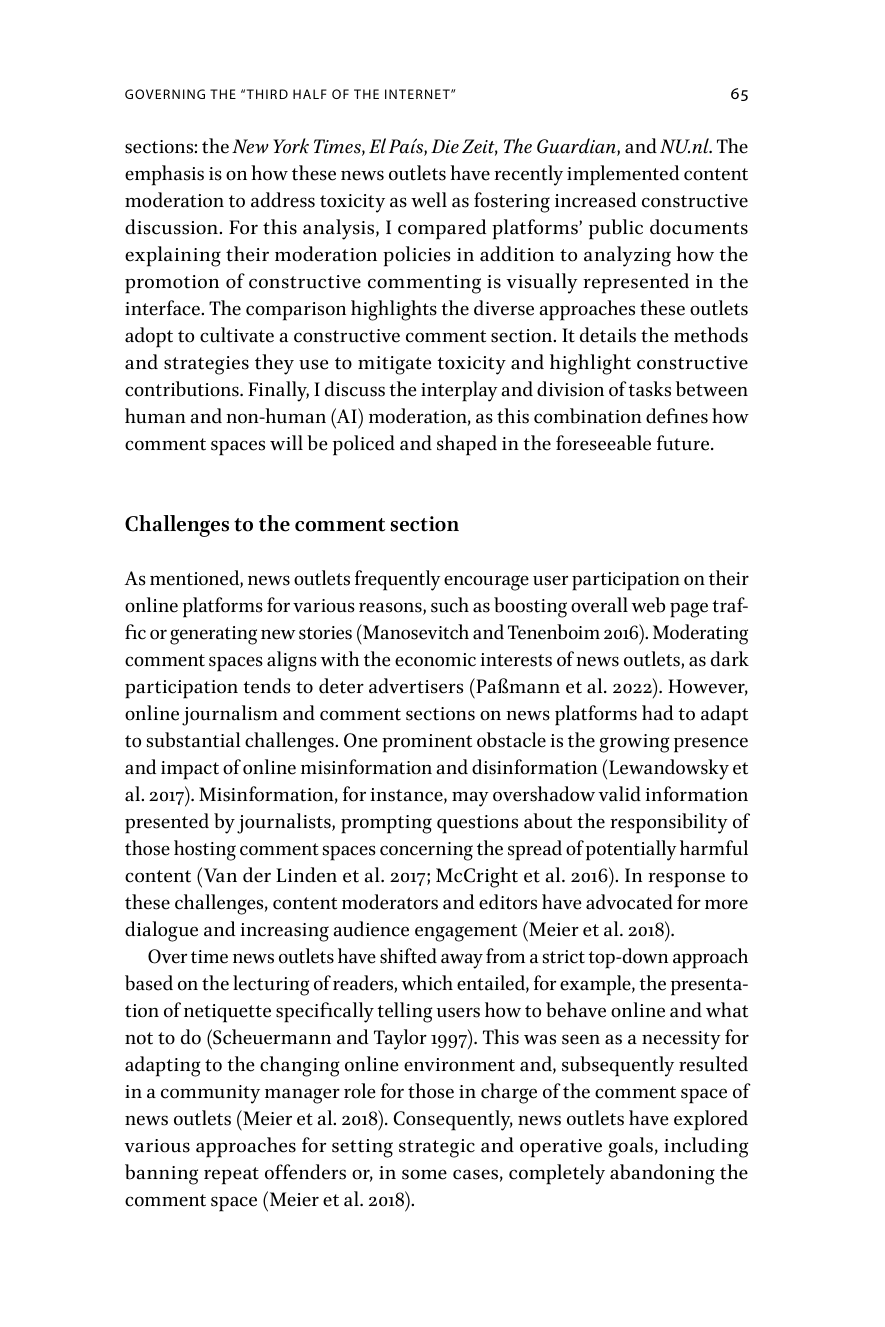 GOVERNING THE “THIRD HALF OF THE INTERNET” 65
sections: the New York Times, El País, Die Zeit, The Guardian, and NU.nl. The
emphasis is on how these news outlets have recently implemented content
moderation to address toxicity as well as fostering increased constructive
discussion. For this analysis, I compared platforms’ public documents
explaining their moderation policies in addition to analyzing how the
promotion of constructive commenting is visually represented in the
interface. The comparison highlights the diverse approaches these outlets
adopt to cultivate a constructive comment section. It details the methods
and strategies they use to mitigate toxicity and highlight constructive
contributions. Finally, I discuss the interplay and division of tasks between
human and non-human (AI) moderation, as this combination defines how
comment spaces will be policed and shaped in the foreseeable future.
Challenges to the comment section
As mentioned, news outlets frequently encourage user participation on their
online platforms for various reasons, such as boosting overall web page traf-
fic or generating new stories (Manosevitch and Tenenboim 2016). Moderating
comment spaces aligns with the economic interests of news outlets, as dark
participation tends to deter advertisers (Paßmann et al. 2022). However,
online journalism and comment sections on news platforms had to adapt
to substantial challenges. One prominent obstacle is the growing presence
and impact of online misinformation and disinformation (Lewandowsky et
al. 2017). Misinformation, for instance, may overshadow valid information
presented by journalists, prompting questions about the responsibility of
those hosting comment spaces concerning the spread of potentially harmful
content (Van der Linden et al. 2017; McCright et al. 2016). In response to
these challenges, content moderators and editors have advocated for more
dialogue and increasing audience engagement (Meier et al. 2018).
Over time news outlets have shifted away from a strict top-down approach
based on the lecturing of readers, which entailed, for example, the presenta-
tion of netiquette specifically telling users how to behave online and what
not to do (Scheuermann and Taylor 1997). This was seen as a necessity for
adapting to the changing online environment and, subsequently resulted
in a community manager role for those in charge of the comment space of
news outlets (Meier et al. 2018). Consequently, news outlets have explored
various approaches for setting strategic and operative goals, including
banning repeat offenders or, in some cases, completely abandoning the
comment space (Meier et al. 2018).